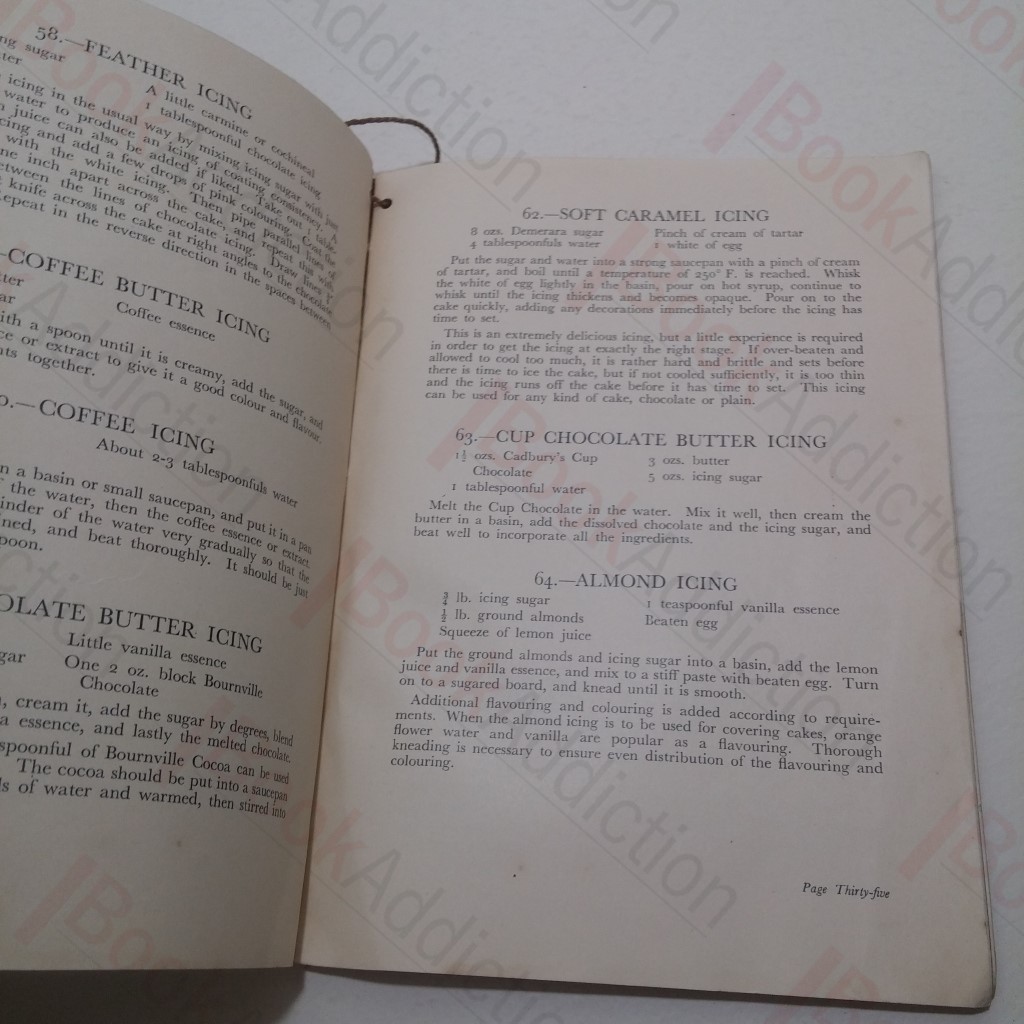 58.—FEATHER ICING
ng sugar
A little carmine or cochineal
ter
1 tablespoonful chocolate icing
icing in the usual way by mixing icing sugar with just
water to produce an icing of coating consistency. A
juice can also be added if liked. Take out 1 table
cing and add a few drops of pink colouring. Coat the
with the white icing. Then pipe parallel lines of
ne inch apart across the cake, and repeat this with
between the lines of chocolate icing. Draw lines
knife across the cake at right angles to the chocolate
Repeat in the reverse direction in the spaces between
—COFFEE BUTTER ICING
tter
Coffee essence
ar
with a spoon until it is creamy, add the sugar, and
ce or extract to give it a good colour and flavour.
nts together.
0.—COFFEE ICING
About 2-3 tablespoonfuls water
n a basin or small saucepan, and put it in a pan
f the water, then the coffee essence or extract.
inder of the water very gradually so that the
ned, and beat thoroughly. It should be just
poon.
OLATE BUTTER ICING
Little vanilla essence
gar
One 2 oz. block Bournville
Chocolate
, cream it, add the sugar by degrees, blend
a essence, and lastly the melted chocolate.
spoonful of Bournville Cocoa can be used
The cocoa should be put into a saucepan
ls of water and warmed, then stirred into
62.—SOFT CARAMEL ICING
8 ozs. Demerara sugar
Pinch of cream of tartar
4 tablespoonfuls water
1 white of egg
Put the sugar and water into a strong saucepan with a pinch of cream
of tartar, and boil until a temperature of 250° F. is reached. Whisk
the white of egg lightly in the basin, pour on hot syrup, continue to
whisk until the icing thickens and becomes opaque. Pour on to the
cake quickly, adding any decorations immediately before the icing has
time to set.
This is an extremely delicious icing, but a little experience is required
in order to get the icing at exactly the right stage. If over-beaten and
allowed to cool too much, it is rather hard and brittle and sets before
there is time to ice the cake, but if not cooled sufficiently, it is too thin
and the icing runs off the cake before it has time to set. This icing
can be used for any kind of cake, chocolate or plain.
63.—CUP CHOCOLATE BUTTER ICING
1½ ozs. Cadbury's Cup
Chocolate
3 ozs. butter
5 ozs. icing sugar
1 tablespoonful water
Melt the Cup Chocolate in the water. Mix it well, then cream the
butter in a basin, add the dissolved chocolate and the icing sugar, and
beat well to incorporate all the ingredients.
64.—ALMOND ICING
¾ lb. icing sugar
1 teaspoonful vanilla essence
½ lb. ground almonds
Beaten egg
Squeeze of lemon juice
Put the ground almonds and icing sugar into a basin, add the lemon
juice and vanilla essence, and mix to a stiff paste with beaten egg. Turn
on to a sugared board, and knead until it is smooth.
Additional flavouring and colouring is added according to require-
ments. When the almond icing is to be used for covering cakes, orange
flower water and vanilla are popular as a flavouring. Thorough
kneading is necessary to ensure even distribution of the flavouring and
colouring.
Page Thirty-five
BookAddiction